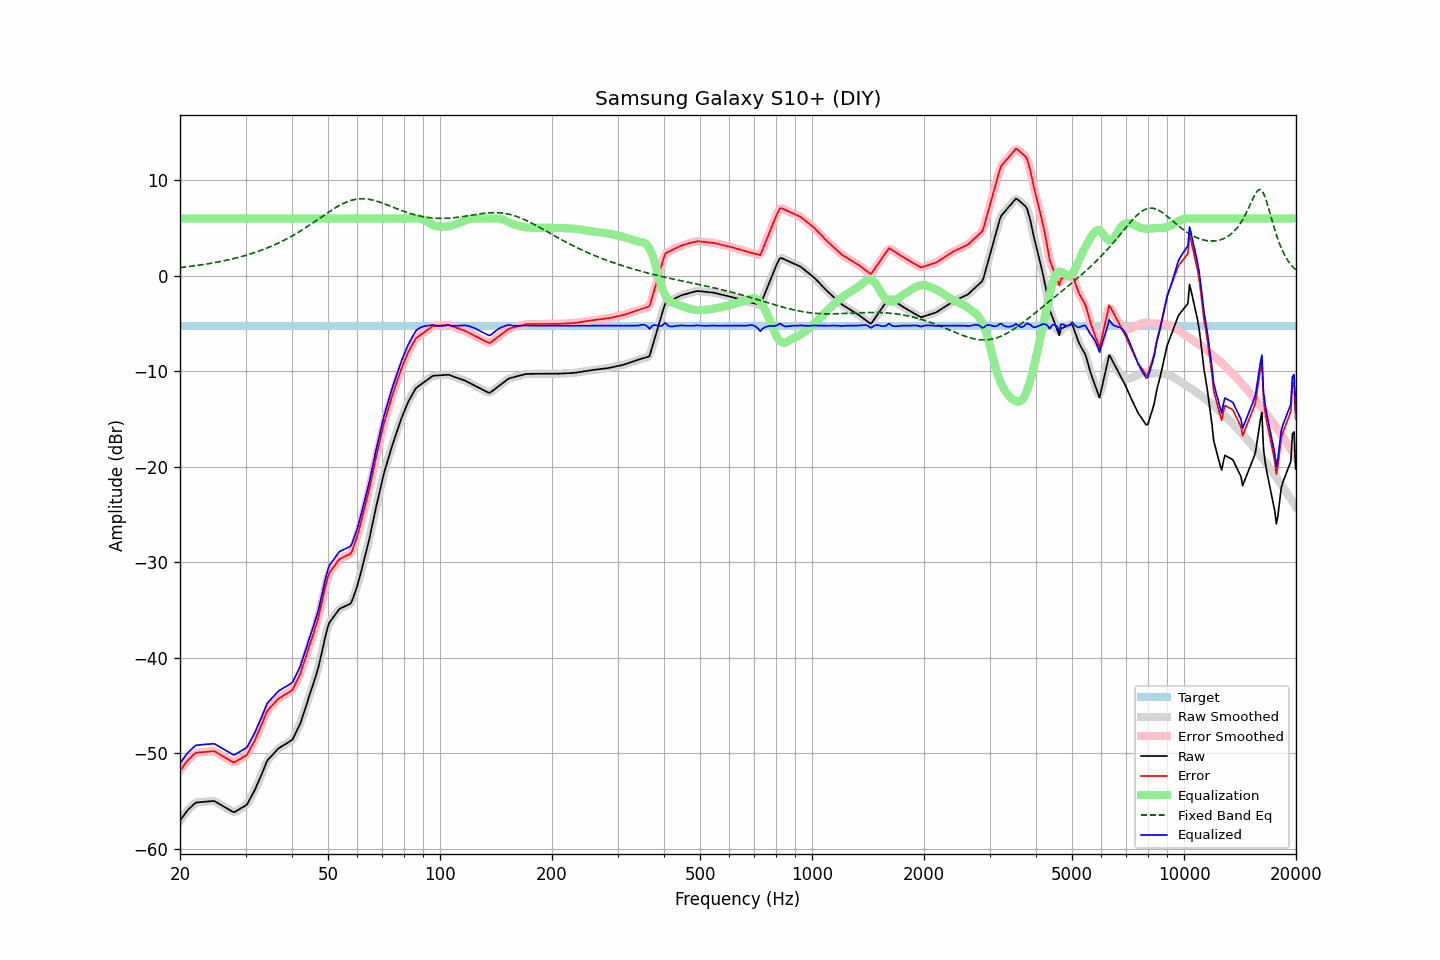 Samsung Galaxy S10+ (DIY)
10
0
−10
−20
−30
−40
−50
−60
Amplitude (dBr)
20
50
100
200
500
1000
2000
5000
10000
20000
Frequency (Hz)
Target
Raw Smoothed
Error Smoothed
Raw
Error
Equalization
Fixed Band Eq
Equalized